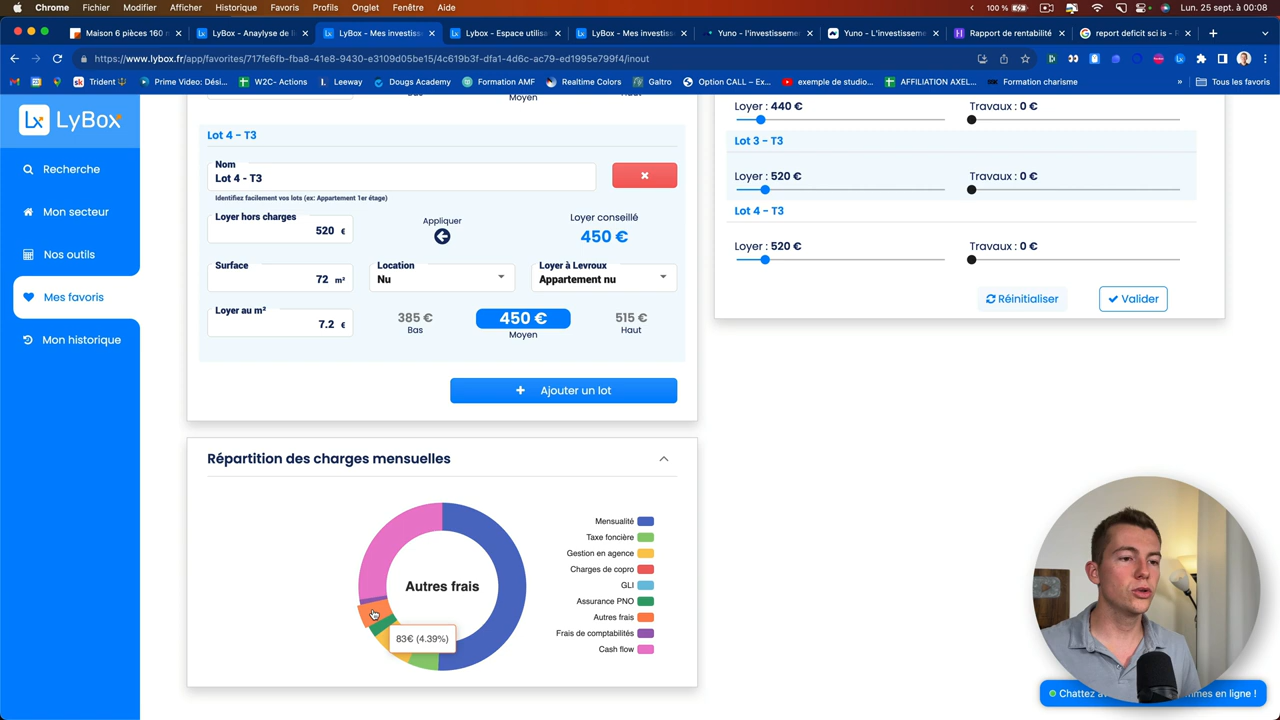 Chrome Fichier Modifier Afficher Historique Favoris Profils Onglet Fenêtre Aide
100 % Lun. 25 sept. à 00:08
Maison 6 pièces 160 m
LyBox - Anaylyse de li
LyBox - Mes investiss
Lybox - Espace utilisa
LyBox - Mes investiss
Yuno - l'investisseme
Yuno - L'investisseme
Rapport de rentabilité
report deficit sci is - R
https://www.lybox.fr/app/favorites/717fe6fb-fba8-41e8-9430-e3109d05be15/4c619b3f-dfa1-4d6c-ac79-ed1995e799f4/inout
Trident
Prime Video: Dési...
W2C- Actions
Leeway
Dougs Academy
Formation AMF
Realtime Colors
Galtro
Option CALL – Ex...
exemple de studio...
AFFILIATION AXEL...
Formation charisme
» Tous les favoris
Lx LyBox
Recherche
Mon secteur
Nos outils
Mes favoris
Mon historique
Bas
Moyen
Lot 4 - T3
Nom
Lot 4 - T3
Identifiez facilement vos lots (ex: Appartement 1er étage)
Loyer hors charges
520 €
Appliquer
Loyer conseillé
450 €
Surface
72 m²
Location
Nu
Loyer à Levroux
Appartement nu
Loyer au m²
7.2 €
385 €
Bas
450 €
Moyen
515 €
Haut
+ Ajouter un lot
Répartition des charges mensuelles
Autres frais
83€ (4.39%)
Mensualité
Taxe foncière
Gestion en agence
Charges de copro
GLI
Assurance PNO
Autres frais
Frais de comptabilités
Cash flow
Loyer : 440 €
Travaux : 0 €
Lot 3 - T3
Loyer : 520 €
Travaux : 0 €
Lot 4 - T3
Loyer : 520 €
Travaux : 0 €
Réinitialiser
Valider
Chattez av
mmes en ligne !